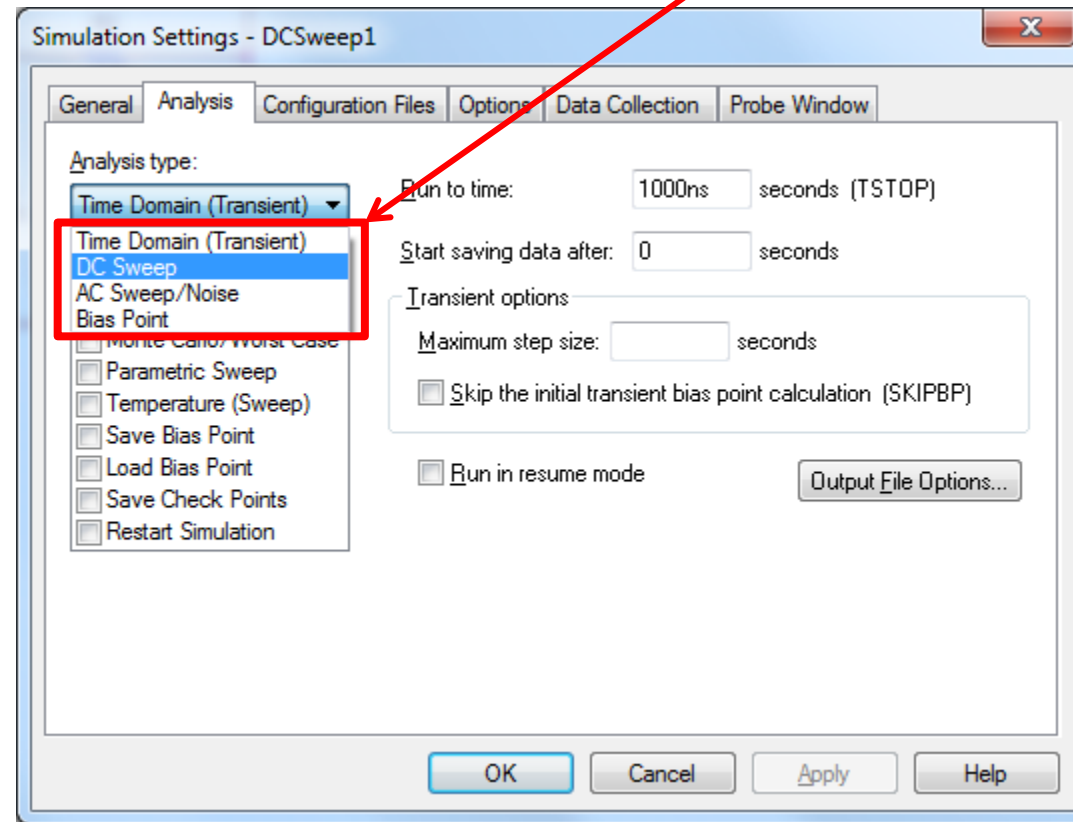 Simulation Settings - DCSweep1
General Analysis Configuration Files Options Data Collection Probe Window
Analysis type:
Time Domain (Transient)
Time Domain (Transient)
DC Sweep
AC Sweep/Noise
Bias Point
Monte Carlo/Worst Case
Parametric Sweep
Temperature (Sweep)
Save Bias Point
Load Bias Point
Save Check Points
Restart Simulation
Run to time: 1000ns seconds (TSTOP)
Start saving data after: 0 seconds
Transient options
Maximum step size: seconds
Skip the initial transient bias point calculation (SKIPBP)
Run in resume mode
Output File Options...
OK Cancel Apply Help